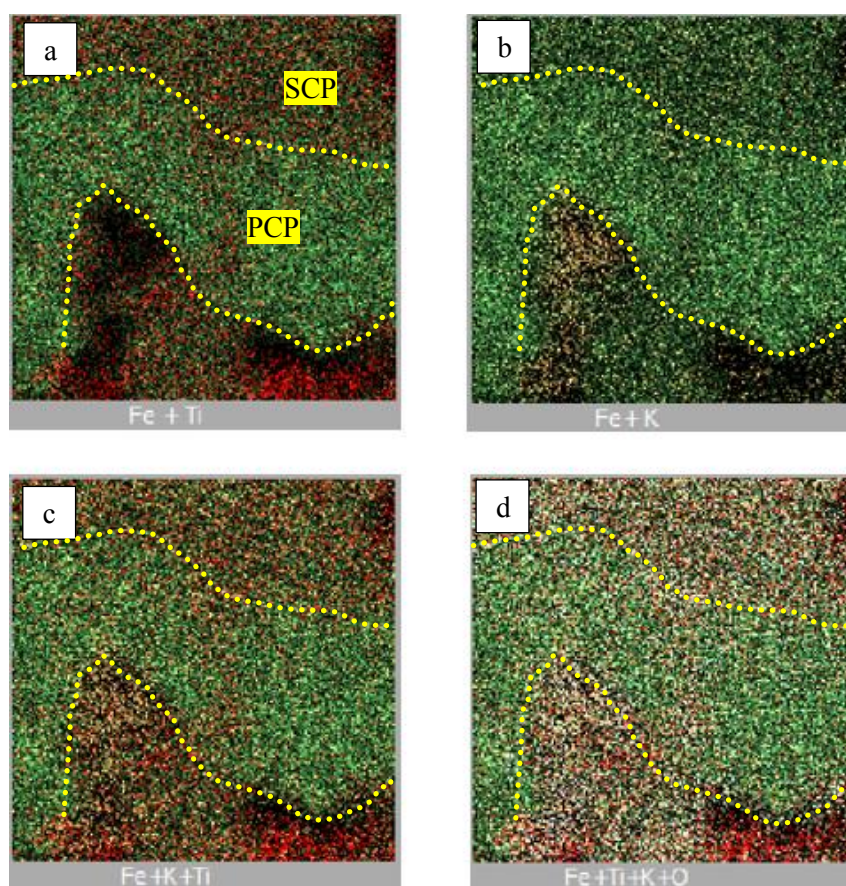 a
SCP
PCP
Fe + Ti
b
Fe + K
c
Fe+K+Ti
d
Fe+Ti+K+O